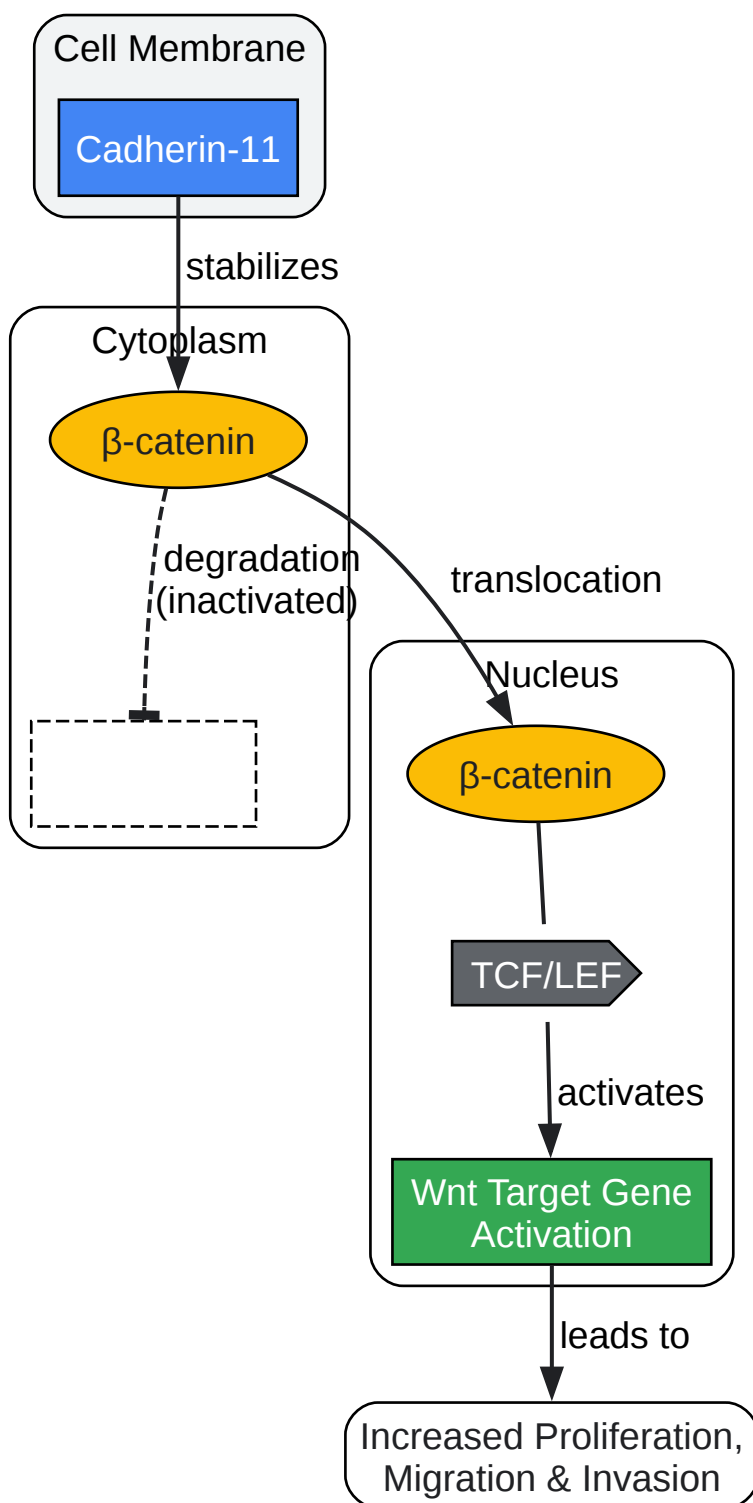 Cell Membrane
Cadherin-11
stabilizes
Cytoplasm
β-catenin
degradation
(inactivated)
translocation
Nucleus
β-catenin
TCF/LEF
activates
Wnt Target Gene
Activation
leads to
Increased Proliferation,
Migration & Invasion